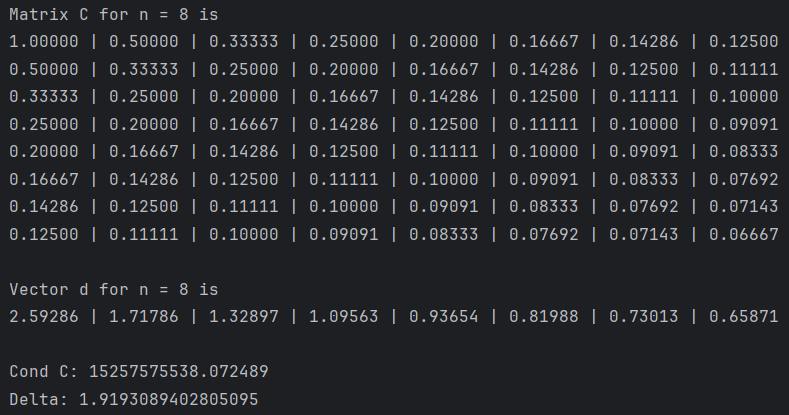 Matrix C for n = 8 is
1.00000 | 0.50000 | 0.33333 | 0.25000 | 0.20000 | 0.16667 | 0.14286 | 0.12500
0.50000 | 0.33333 | 0.25000 | 0.20000 | 0.16667 | 0.14286 | 0.12500 | 0.11111
0.33333 | 0.25000 | 0.20000 | 0.16667 | 0.14286 | 0.12500 | 0.11111 | 0.10000
0.25000 | 0.20000 | 0.16667 | 0.14286 | 0.12500 | 0.11111 | 0.10000 | 0.09091
0.20000 | 0.16667 | 0.14286 | 0.12500 | 0.11111 | 0.10000 | 0.09091 | 0.08333
0.16667 | 0.14286 | 0.12500 | 0.11111 | 0.10000 | 0.09091 | 0.08333 | 0.07692
0.14286 | 0.12500 | 0.11111 | 0.10000 | 0.09091 | 0.08333 | 0.07692 | 0.07143
0.12500 | 0.11111 | 0.10000 | 0.09091 | 0.08333 | 0.07692 | 0.07143 | 0.06667
Vector d for n = 8 is
2.59286 | 1.71786 | 1.32897 | 1.09563 | 0.93654 | 0.81988 | 0.73013 | 0.65871
Cond C: 15257575538.072489
Delta: 1.9193089402805095